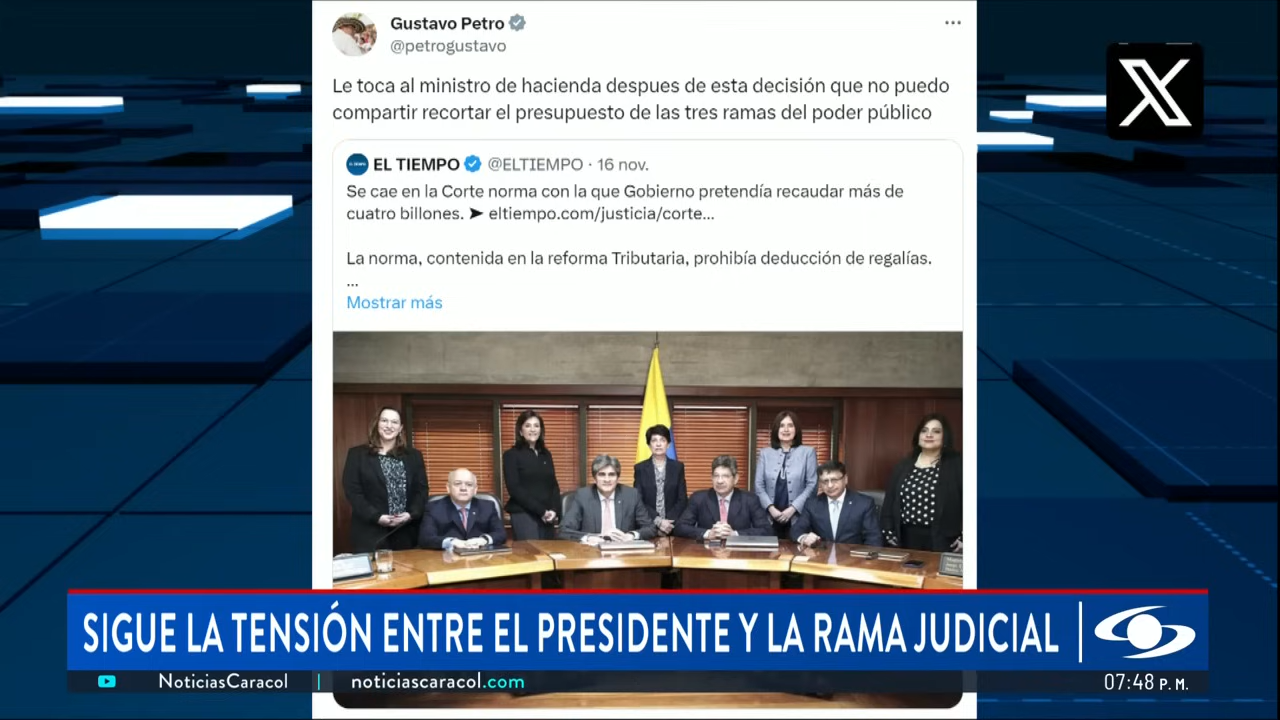 Gustavo Petro
@petrogustavo
Le toca al ministro de hacienda despues de esta decisión que no puedo
compartir recortar el presupuesto de las tres ramas del poder público
EL TIEMPO @ELTIEMPO · 16 nov.
Se cae en la Corte norma con la que Gobierno pretendía recaudar más de
cuatro billones. ➤ eltiempo.com/justicia/corte...
La norma, contenida en la reforma Tributaria, prohibía deducción de regalías.
...
Mostrar más
SIGUE LA TENSIÓN ENTRE EL PRESIDENTE Y LA RAMA JUDICIAL
NoticiasCaracol | noticiascaracol.com
07:48 P. M.